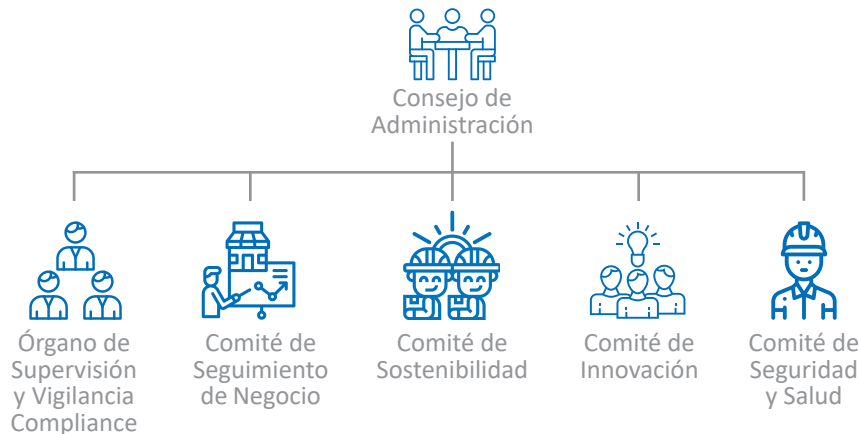 Consejo de
Administración
Órgano de
Supervisión
y Vigilancia
Compliance
Comité de
Seguimiento
de Negocio
Comité de
Sostenibilidad
Comité de
Innovación
Comité de
Seguridad
y Salud